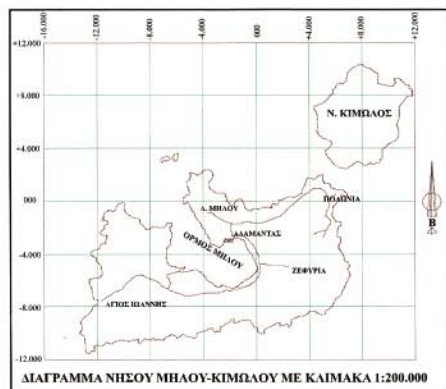 -16.000 -12.000 -8.000 -4.000 000 +4.000 +8.000 +12.000
+12.000
+8.000
+4.000
000
-4.000
-8.000
-12.000
Ν. ΚΙΜΩΛΟΣ
ΠΟΛΩΝΙΑ
Δ. ΜΗΛΟΥ
ΑΔΑΜΑΝΤΑΣ
ΟΡΜΟΣ ΜΗΛΟΥ
ΖΕΦΥΡΙΑ
ΑΓΙΟΣ ΙΩΑΝΝΗΣ
Β
ΔΙΑΓΡΑΜΜΑ ΝΗΣΟΥ ΜΗΛΟΥ-ΚΙΜΩΛΟΥ ΜΕ ΚΛΙΜΑΚΑ 1:200.000